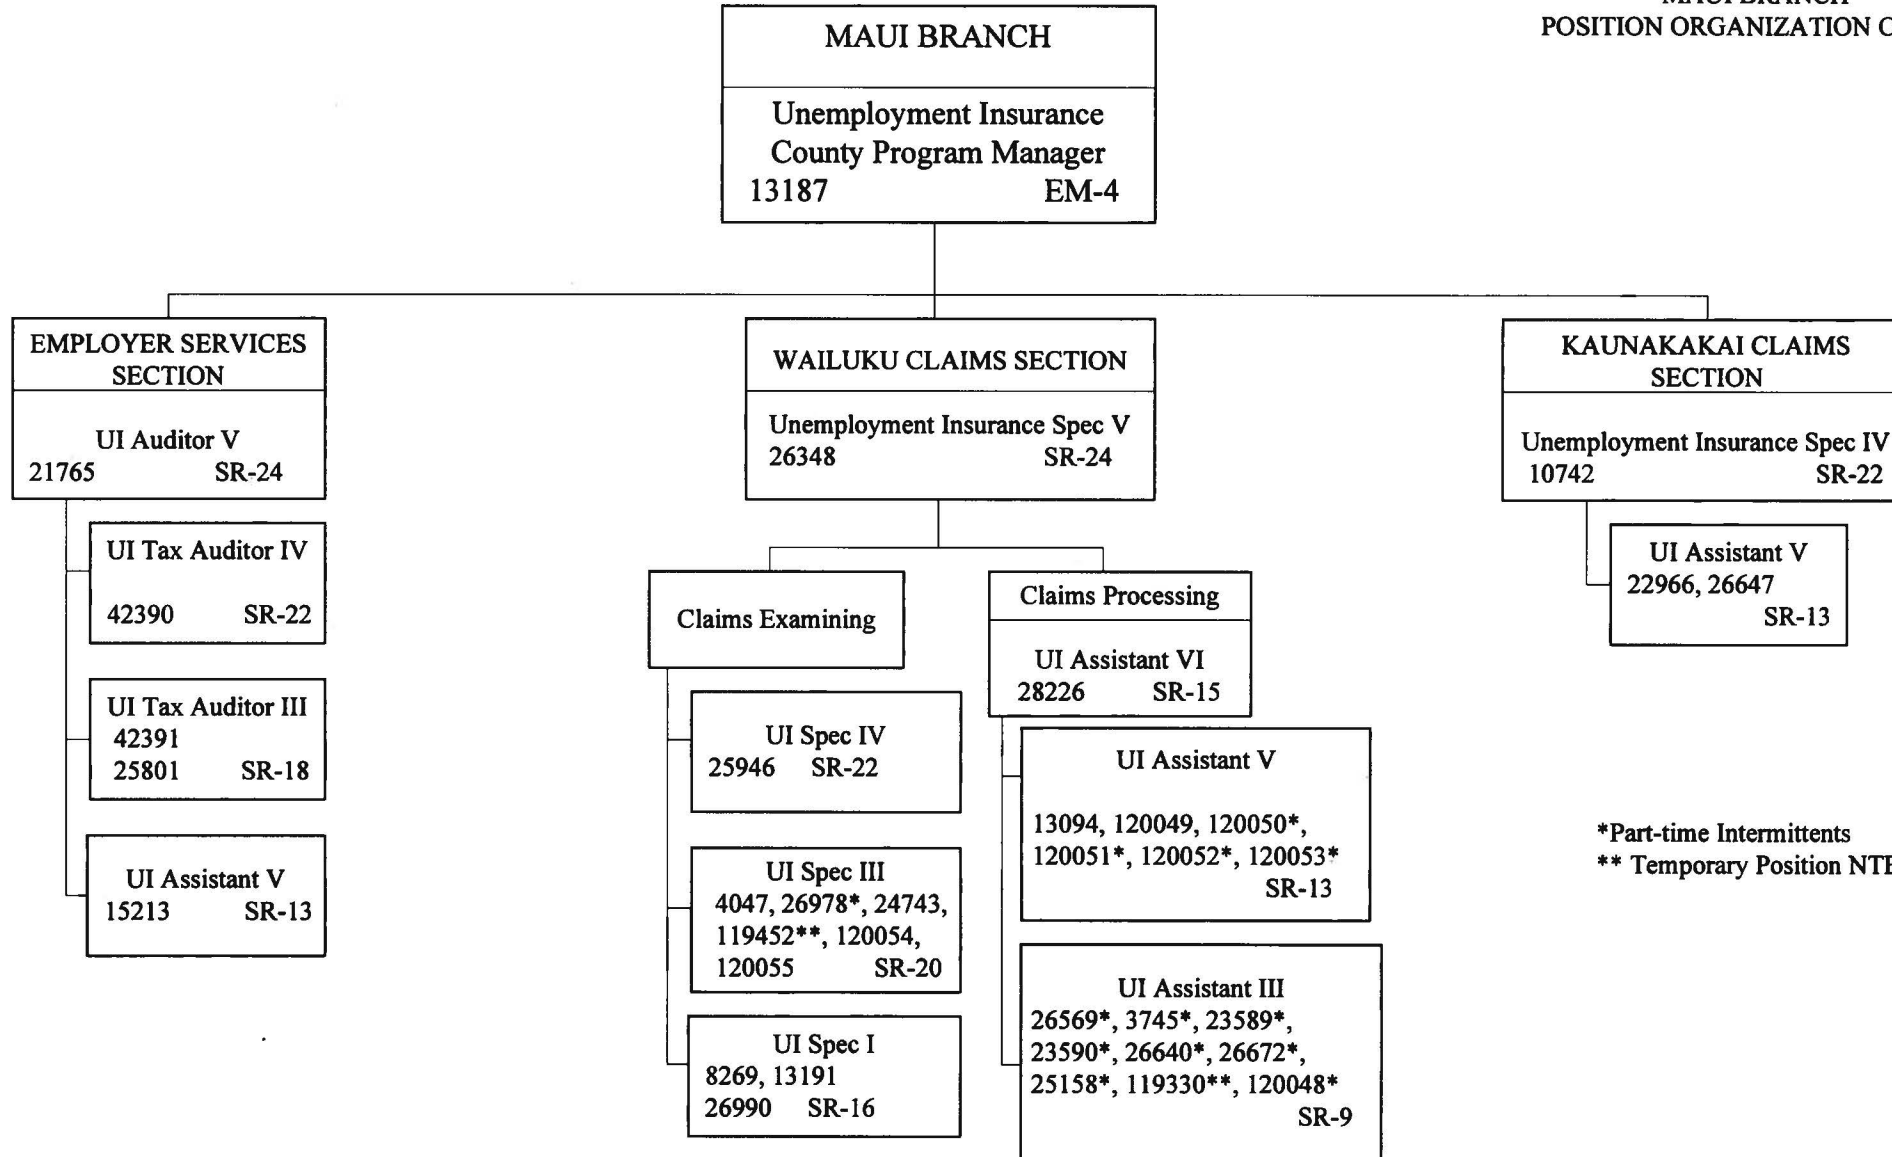 MAUI BRANCH
POSITION ORGANIZATION
MAUI BRANCH
Unemployment Insurance
County Program Manager
13187 EM-4
EMPLOYER SERVICES
SECTION
UI Auditor V
21765 SR-24
UI Tax Auditor IV
42390 SR-22
UI Tax Auditor III
42391
25801 SR-18
UI Assistant V
15213 SR-13
WAILUKU CLAIMS SECTION
Unemployment Insurance Spec V
26348 SR-24
Claims Examining
UI Spec IV
25946 SR-22
UI Spec III
4047, 26978*, 24743,
119452**, 120054,
120055 SR-20
UI Spec I
8269, 13191
26990 SR-16
Claims Processing
UI Assistant VI
28226 SR-15
UI Assistant V
13094, 120049, 120050*,
120051*, 120052*, 120053*
SR-13
UI Assistant III
26569*, 3745*, 23589*,
23590*, 26640*, 26672*,
25158*, 119330**, 120048*
SR-9
KAUNAKAKAI CLAIMS
SECTION
Unemployment Insurance Spec IV
10742 SR-22
UI Assistant V
22966, 26647
SR-13
*Part-time Intermittents
** Temporary Position